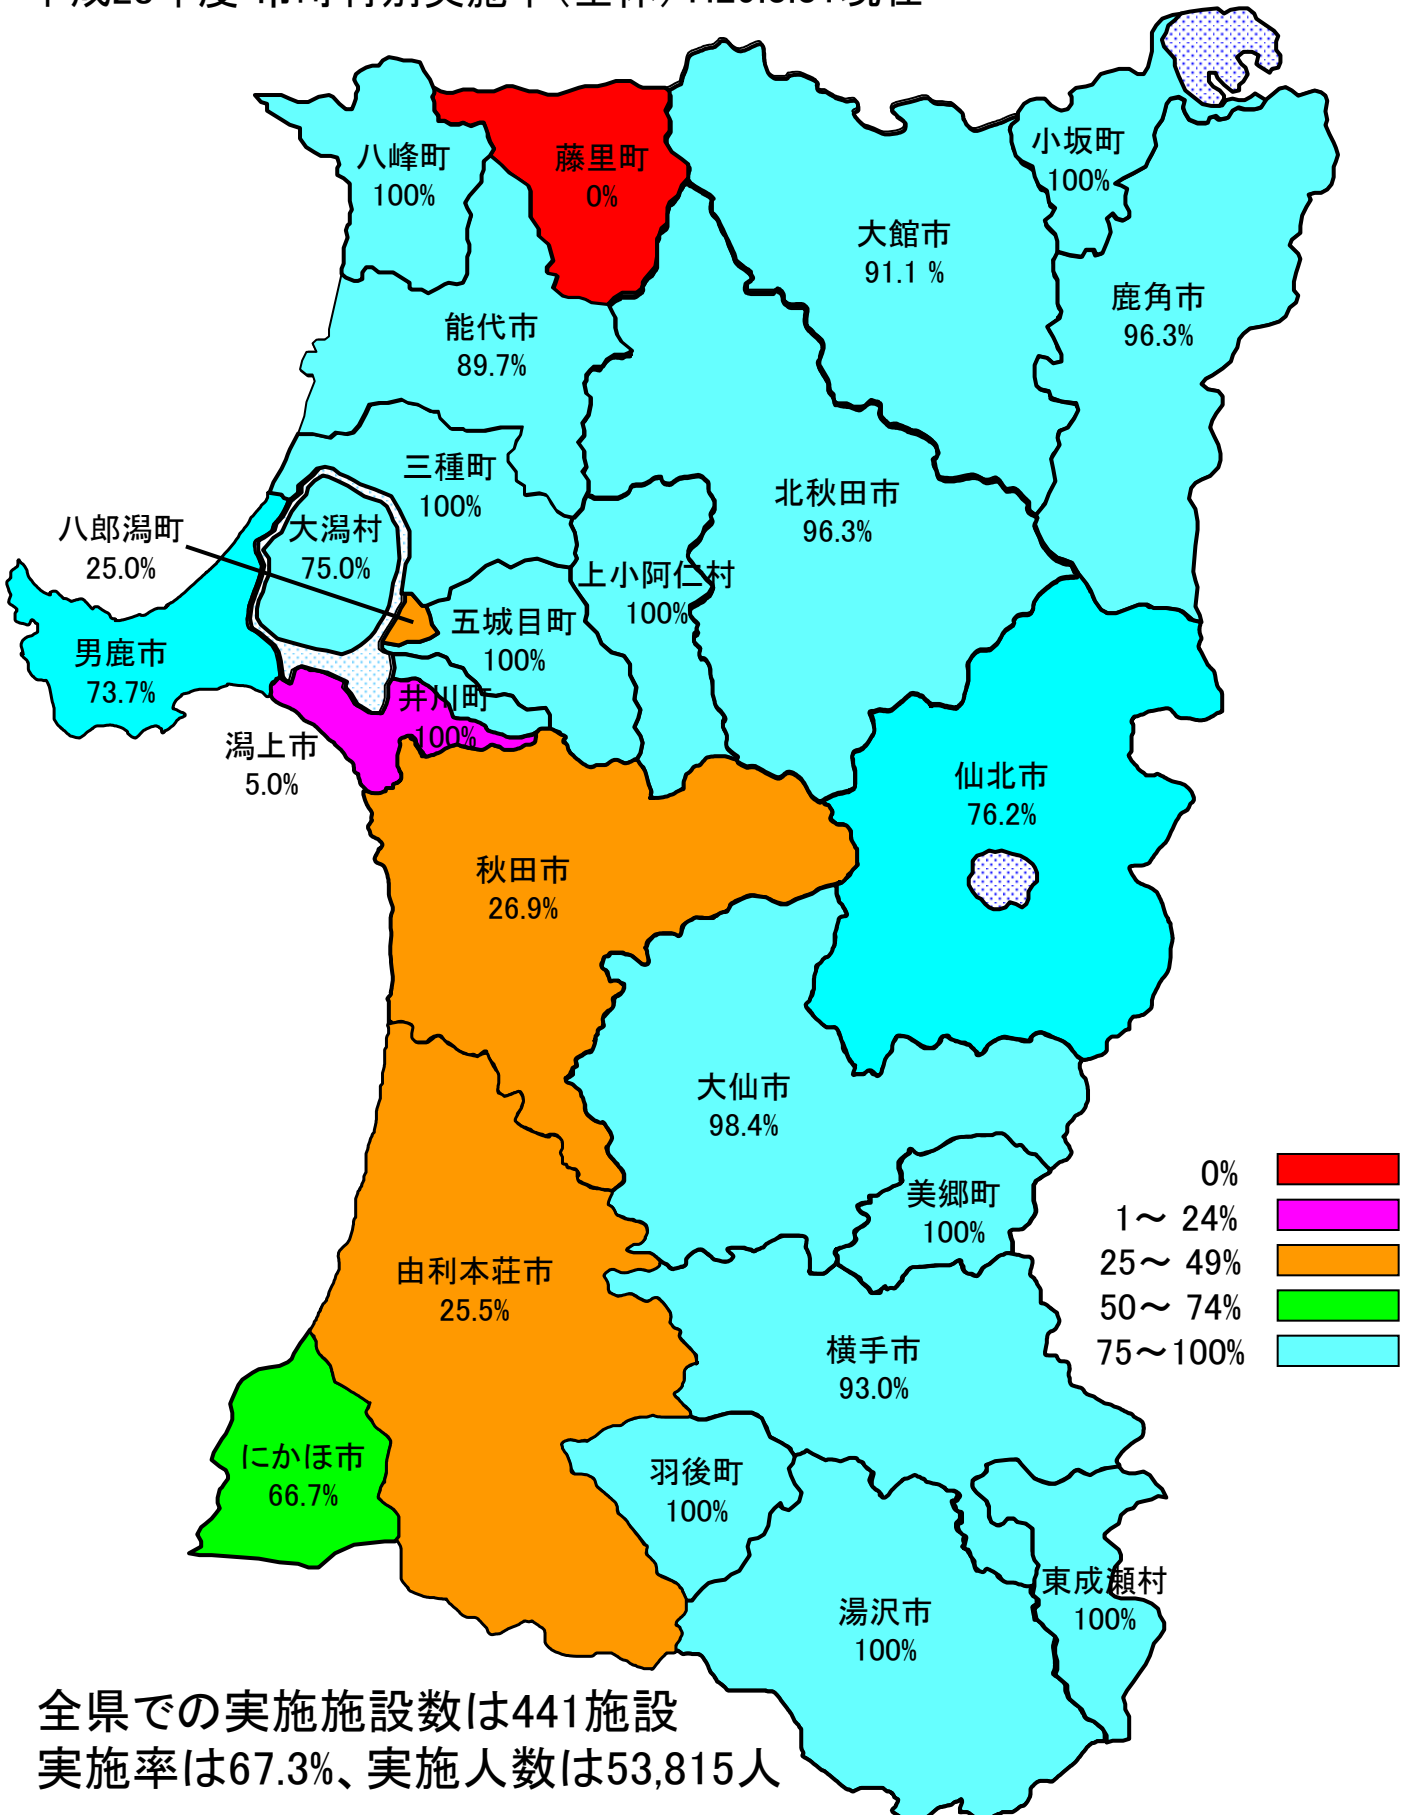 八峰町
100%
藤里町
0%
小坂町
100%
大館市
91.1 %
鹿角市
96.3%
能代市
89.7%
三種町
100%
北秋田市
96.3%
八郎潟町
25.0%
大潟村
75.0%
上小阿仁村
100%
五城目町
100%
男鹿市
73.7%
井川町
100%
潟上市
5.0%
仙北市
76.2%
秋田市
26.9%
大仙市
98.4%
美郷町
100%
0%
1～ 24%
25～ 49%
50～ 74%
75～100%
由利本荘市
25.5%
横手市
93.0%
にかほ市
66.7%
羽後町
100%
東成瀬村
100%
湯沢市
100%
全県での実施施設数は441施設
実施率は67.3%、実施人数は53,815人